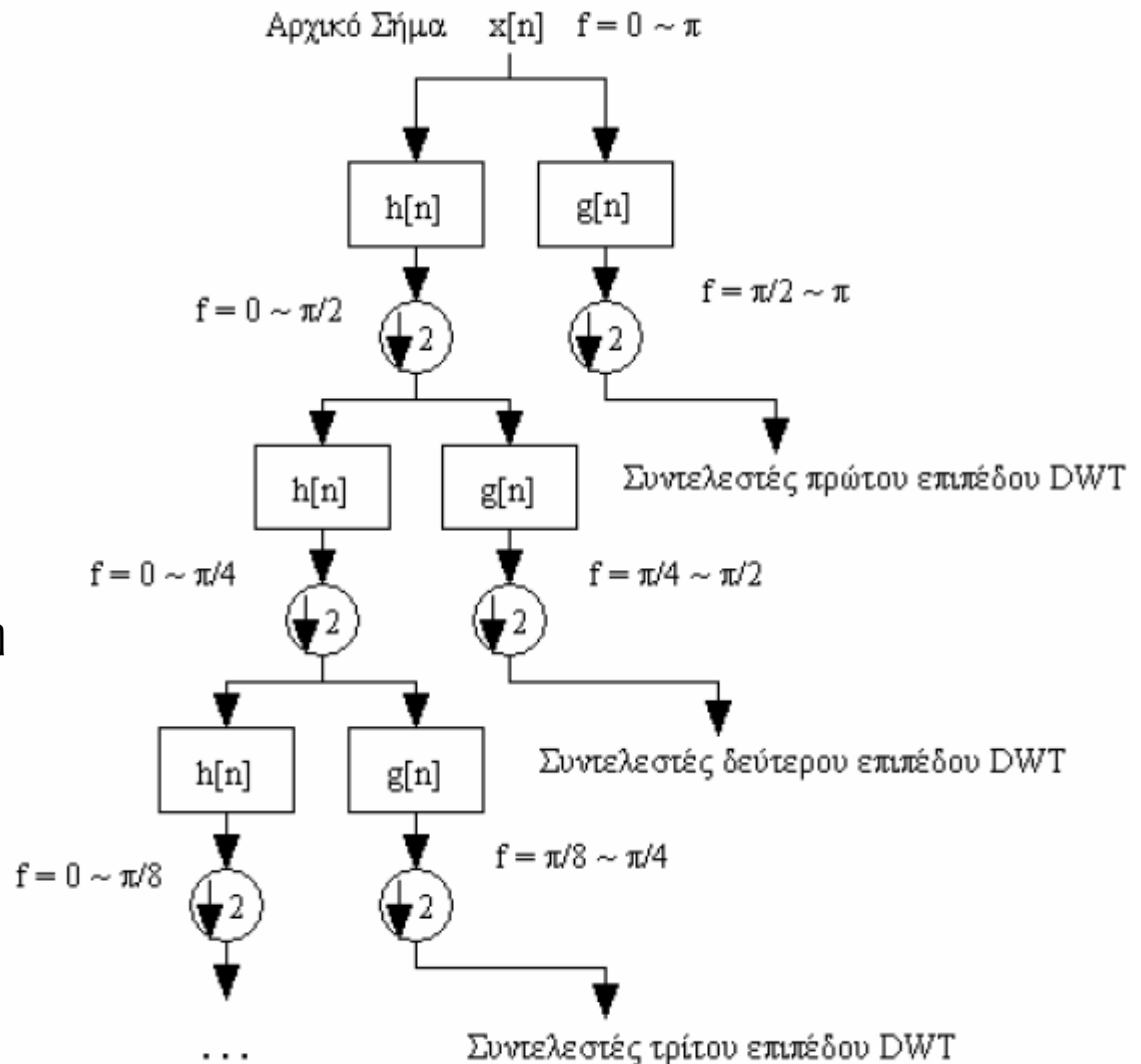 Αρχικό Σήμα x[n] f = 0 ~ π
h[n] g[n]
f = 0 ~ π/2 f = π/2 ~ π
2 2
Συντελεστές πρώτου επιπέδου DWT
h[n] g[n]
f = 0 ~ π/4 f = π/4 ~ π/2
2 2
Συντελεστές δεύτερου επιπέδου DWT
h[n] g[n]
f = 0 ~ π/8 f = π/8 ~ π/4
2 2
. . . Συντελεστές τρίτου επιπέδου DWT